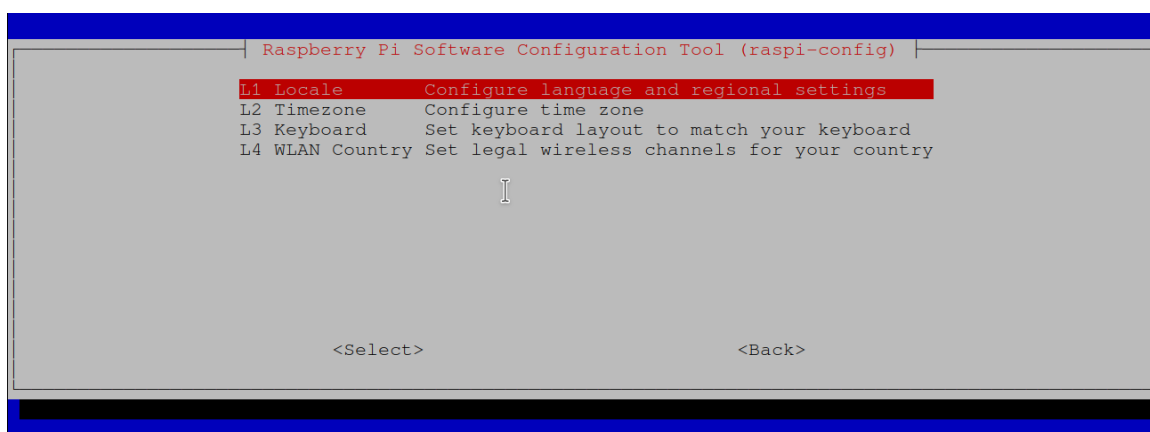 Raspberry Pi Software Configuration Tool (raspi-config)
L1 Locale Configure language and regional settings
L2 Timezone Configure time zone
L3 Keyboard Set keyboard layout to match your keyboard
L4 WLAN Country Set legal wireless channels for your country
<Select> <Back>